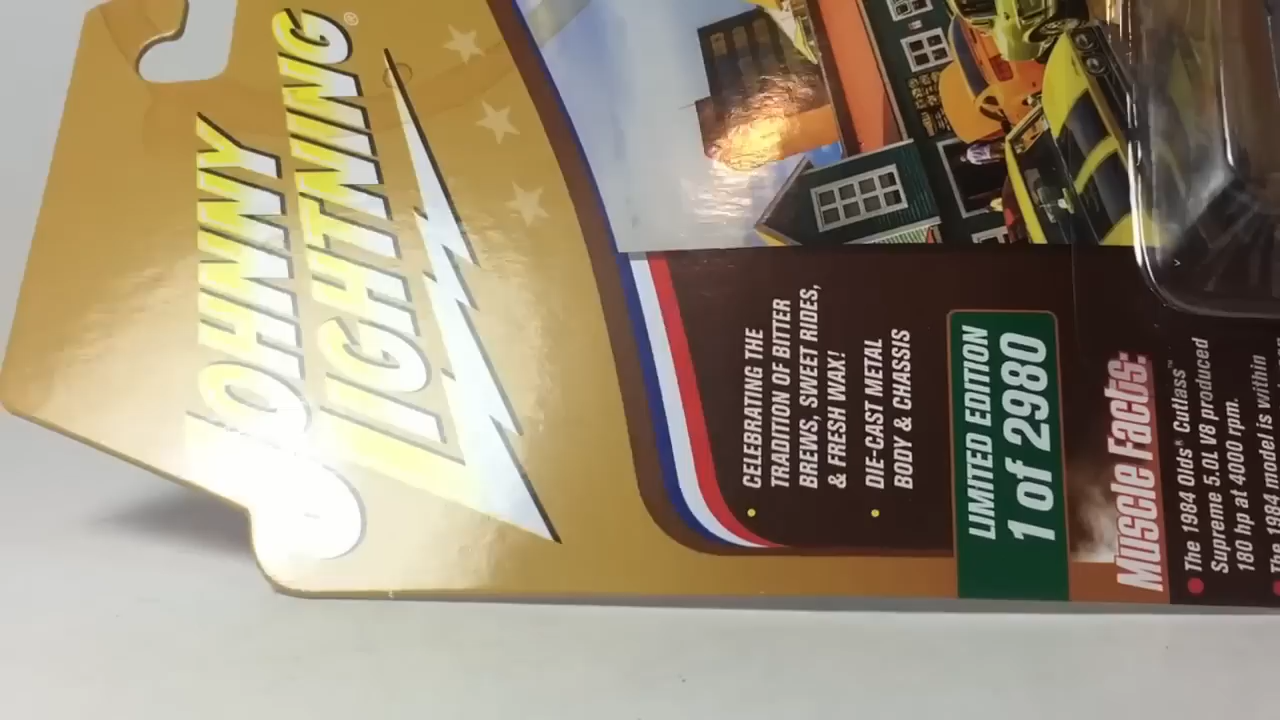 JOHNNY
LIGHTNING®
• CELEBRATING THE
TRADITION OF BITTER
BREWS, SWEET RIDES,
& FRESH WAX!
• DIE-CAST METAL
BODY & CHASSIS
LIMITED EDITION
1 of 2980
Muscle Facts:
• The 1984 Olds® Cutlass™
Supreme 5.0L V8 produced
180 hp at 4000 rpm.
• The 1984 model is within